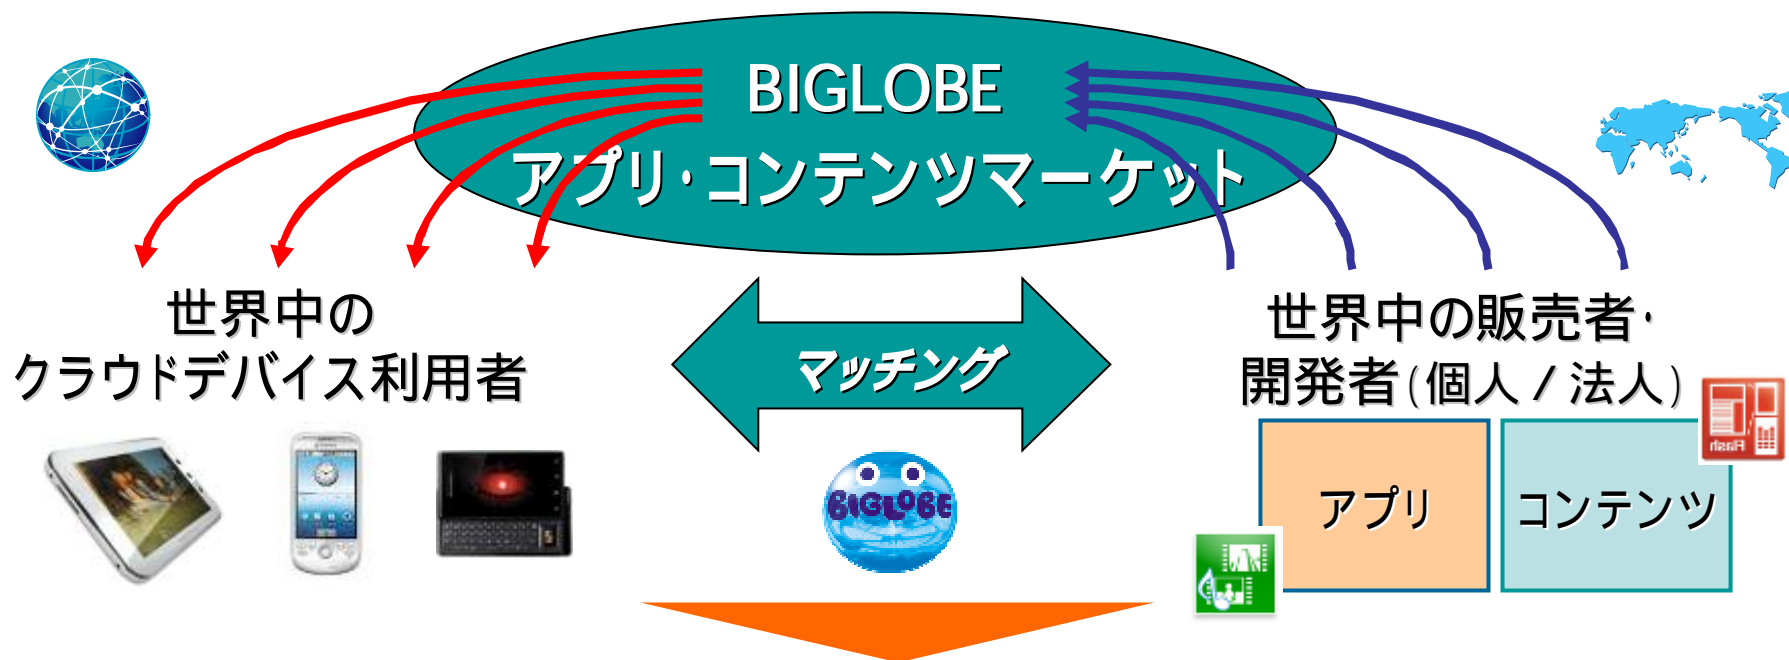 BIGLOBE
アプリ・コンテンツマーケット
世界中の
クラウドデバイス利用者
マッチング
世界中の販売者・
開発者(個人/法人)
BIGLOBE
アプリ
コンテンツ
Flash